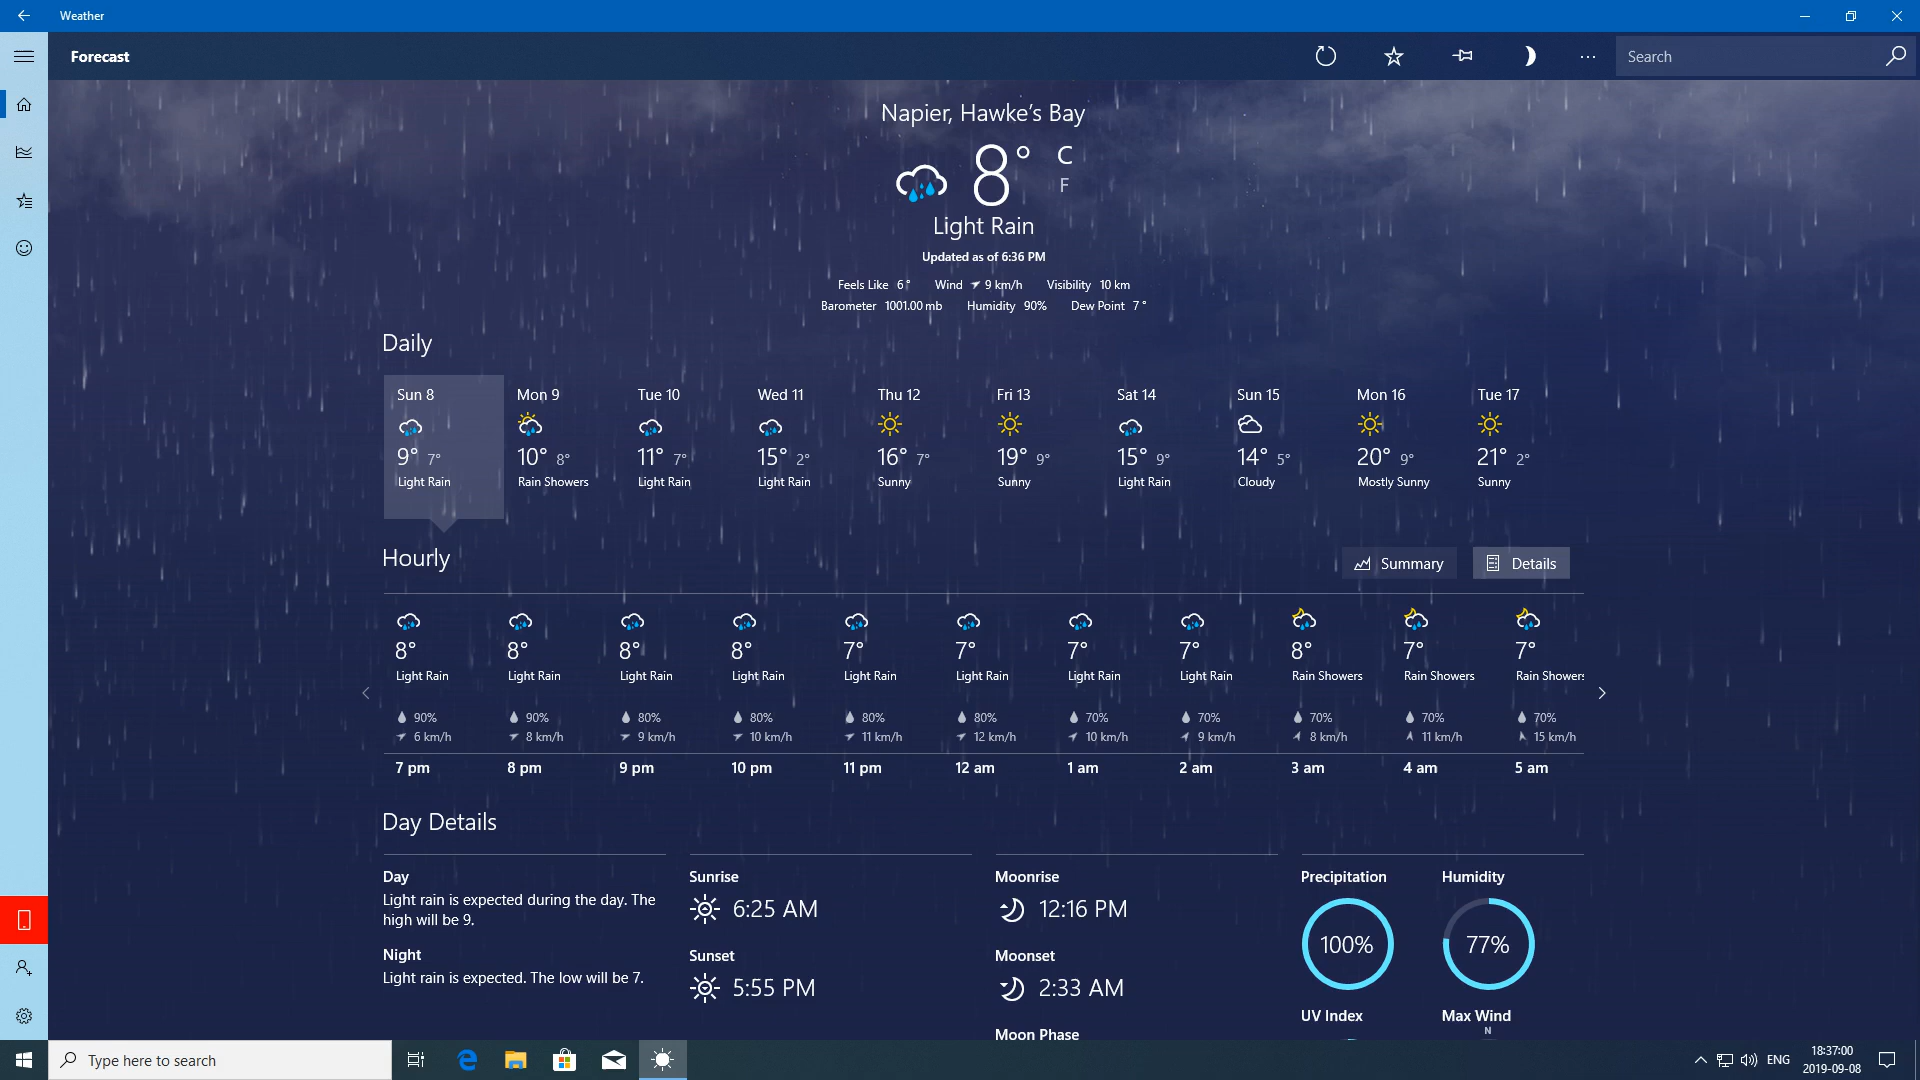 Weather
Forecast
Search
Napier, Hawke's Bay
8° C
F
Light Rain
Updated as of 6:36 PM
Feels Like 6° Wind 9 km/h Visibility 10 km
Barometer 1001.00 mb Humidity 90% Dew Point 7°
Daily
Sun 8 Mon 9 Tue 10 Wed 11 Thu 12 Fri 13 Sat 14 Sun 15 Mon 16 Tue 17
9° 7° 10° 8° 11° 7° 15° 2° 16° 7° 19° 9° 15° 9° 14° 5° 20° 9° 21° 2°
Light Rain Rain Showers Light Rain Light Rain Sunny Sunny Light Rain Cloudy Mostly Sunny Sunny
Hourly Summary Details
8° 8° 8° 8° 7° 7° 7° 7° 8° 7° 7°
Light Rain Light Rain Light Rain Light Rain Light Rain Light Rain Light Rain Light Rain Rain Showers Rain Showers Rain Showers
90% 90% 80% 80% 80% 80% 70% 70% 70% 70% 70%
6 km/h 8 km/h 9 km/h 10 km/h 11 km/h 12 km/h 10 km/h 9 km/h 8 km/h 11 km/h 15 km/h
7 pm 8 pm 9 pm 10 pm 11 pm 12 am 1 am 2 am 3 am 4 am 5 am
Day Details
Day
Light rain is expected during the day. The
high will be 9.
Night
Light rain is expected. The low will be 7.
Sunrise
6:25 AM
Sunset
5:55 PM
Moonrise
12:16 PM
Moonset
2:33 AM
Moon Phase
Precipitation Humidity
100% 77%
UV Index Max Wind
N
Type here to search
ENG
18:37:00
2019-09-08